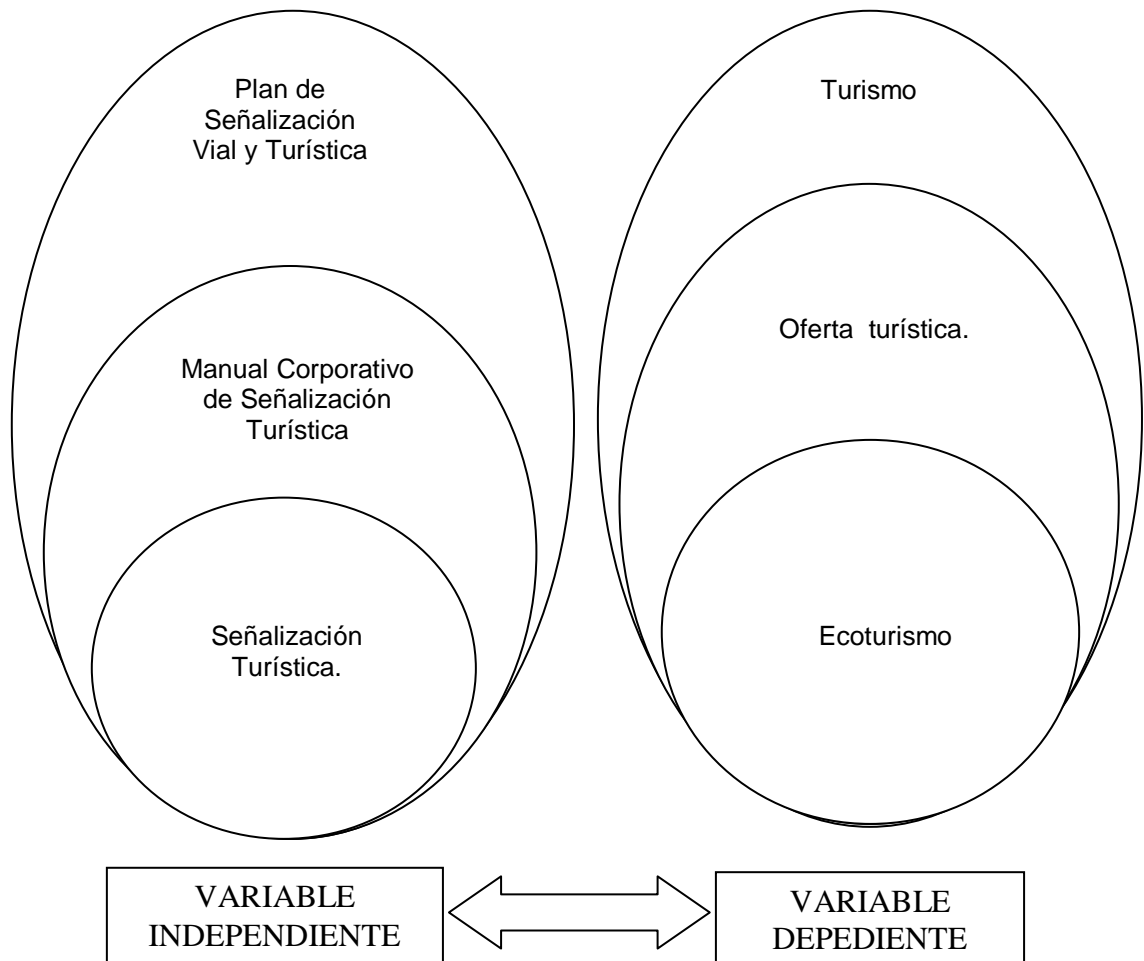 Plan de
Señalización
Vial y Turística
Manual Corporativo
de Señalización
Turística
Señalización
Turística.
Turismo
Oferta turística.
Ecoturismo
VARIABLE
INDEPENDIENTE
VARIABLE
DEPEDIENTE